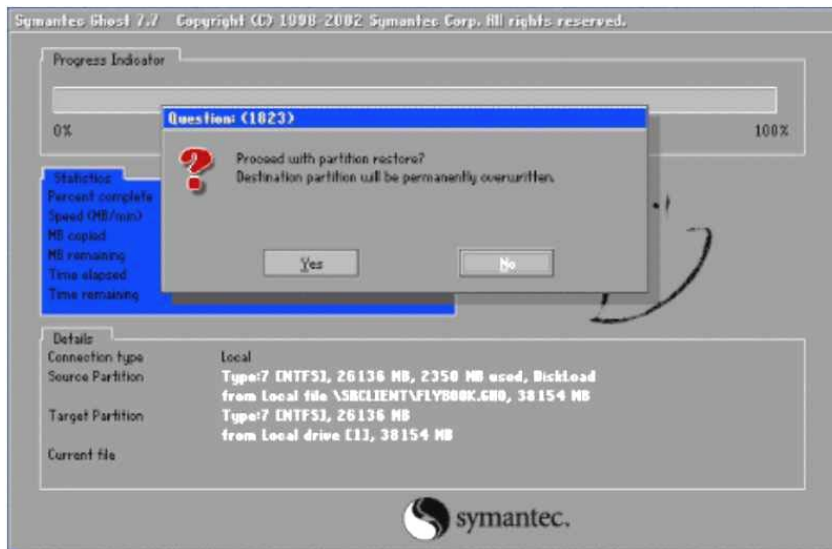 Symantec Ghost 7.7 Copyright (C) 1998-2002 Symantec Corp. All rights reserved.
Progress Indicator
0% 100%
Question: (1823)
Proceed with partition restore?
Destination partition will be permanently overwritten.
Yes No
Statistics
Percent complete
Speed (MB/min)
MB copied
MB remaining
Time elapsed
Time remaining
Details
Connection type Local
Source Partition Type:7 [NTFS], 26136 MB, 2350 MB used, DiskLoad
from Local file \SBCLIENT\FLYBOOK.GHO, 38154 MB
Target Partition Type:7 [NTFS], 26136 MB
from Local drive [1], 38154 MB
Current file
symantec.